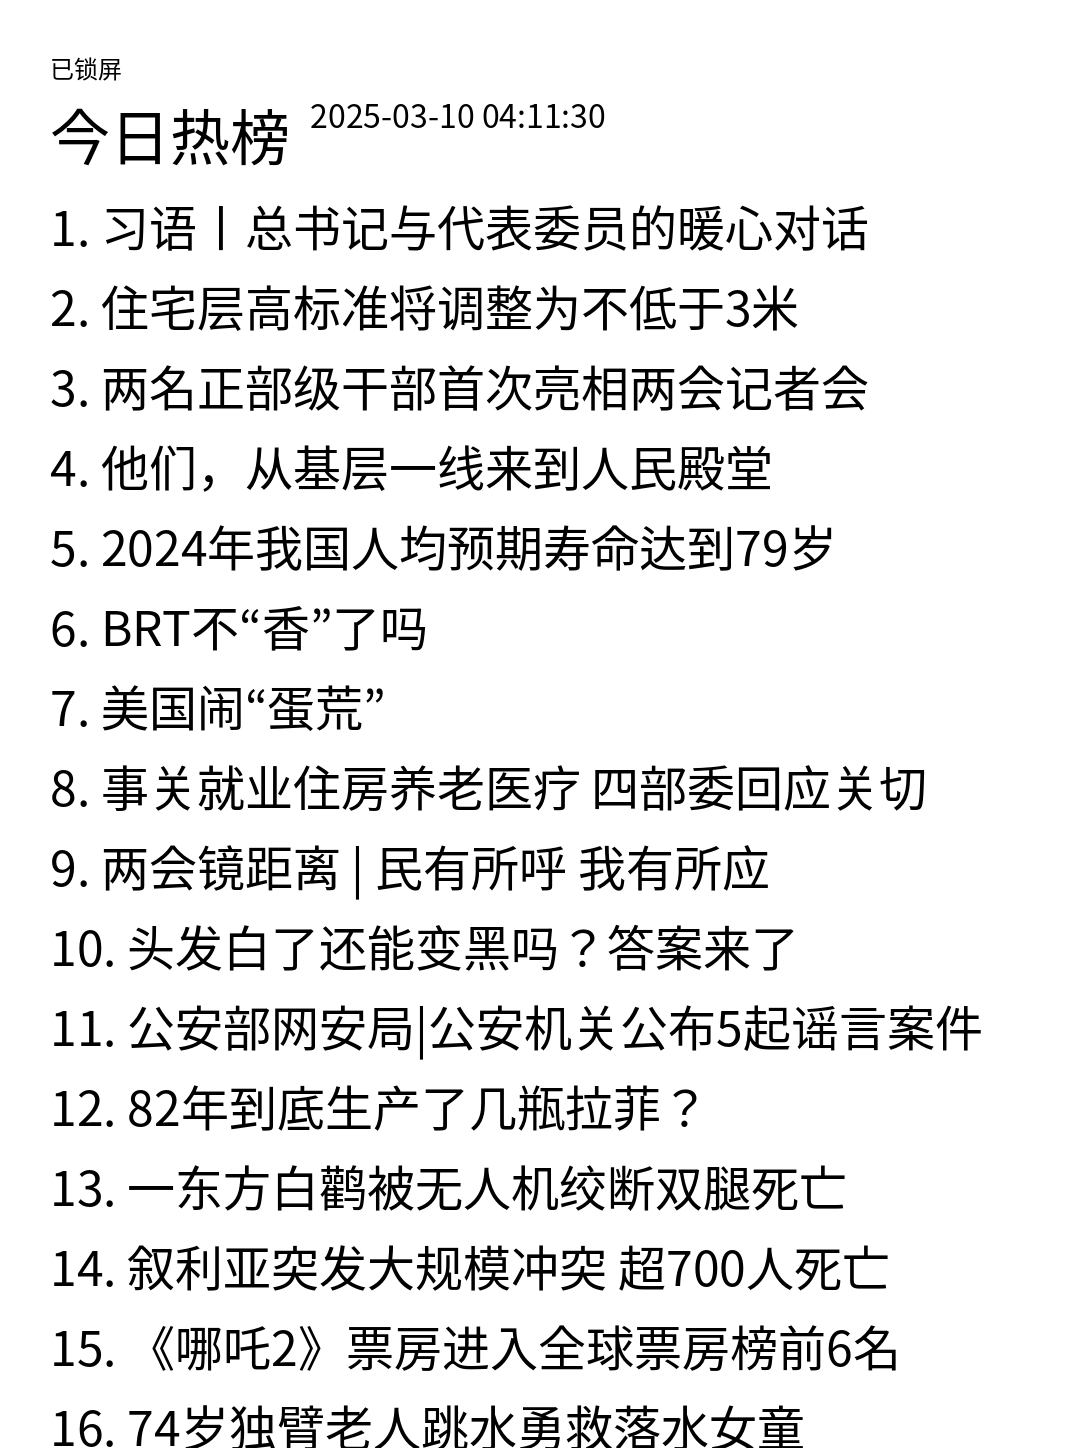 已锁屏
今日热榜 2025-03-10 04:11:30
1. 习语丨总书记与代表委员的暖心对话
2. 住宅层高标准将调整为不低于3米
3. 两名正部级干部首次亮相两会记者会
4. 他们，从基层一线来到人民殿堂
5. 2024年我国人均预期寿命达到79岁
6. BRT不“香”了吗
7. 美国闹“蛋荒”
8. 事关就业住房养老医疗 四部委回应关切
9. 两会镜距离 | 民有所呼 我有所应
10. 头发白了还能变黑吗？答案来了
11. 公安部网安局|公安机关公布5起谣言案件
12. 82年到底生产了几瓶拉菲？
13. 一东方白鹳被无人机绞断双腿死亡
14. 叙利亚突发大规模冲突 超700人死亡
15. 《哪吒2》票房进入全球票房榜前6名
16. 74岁独臂老人跳水勇救落水女童